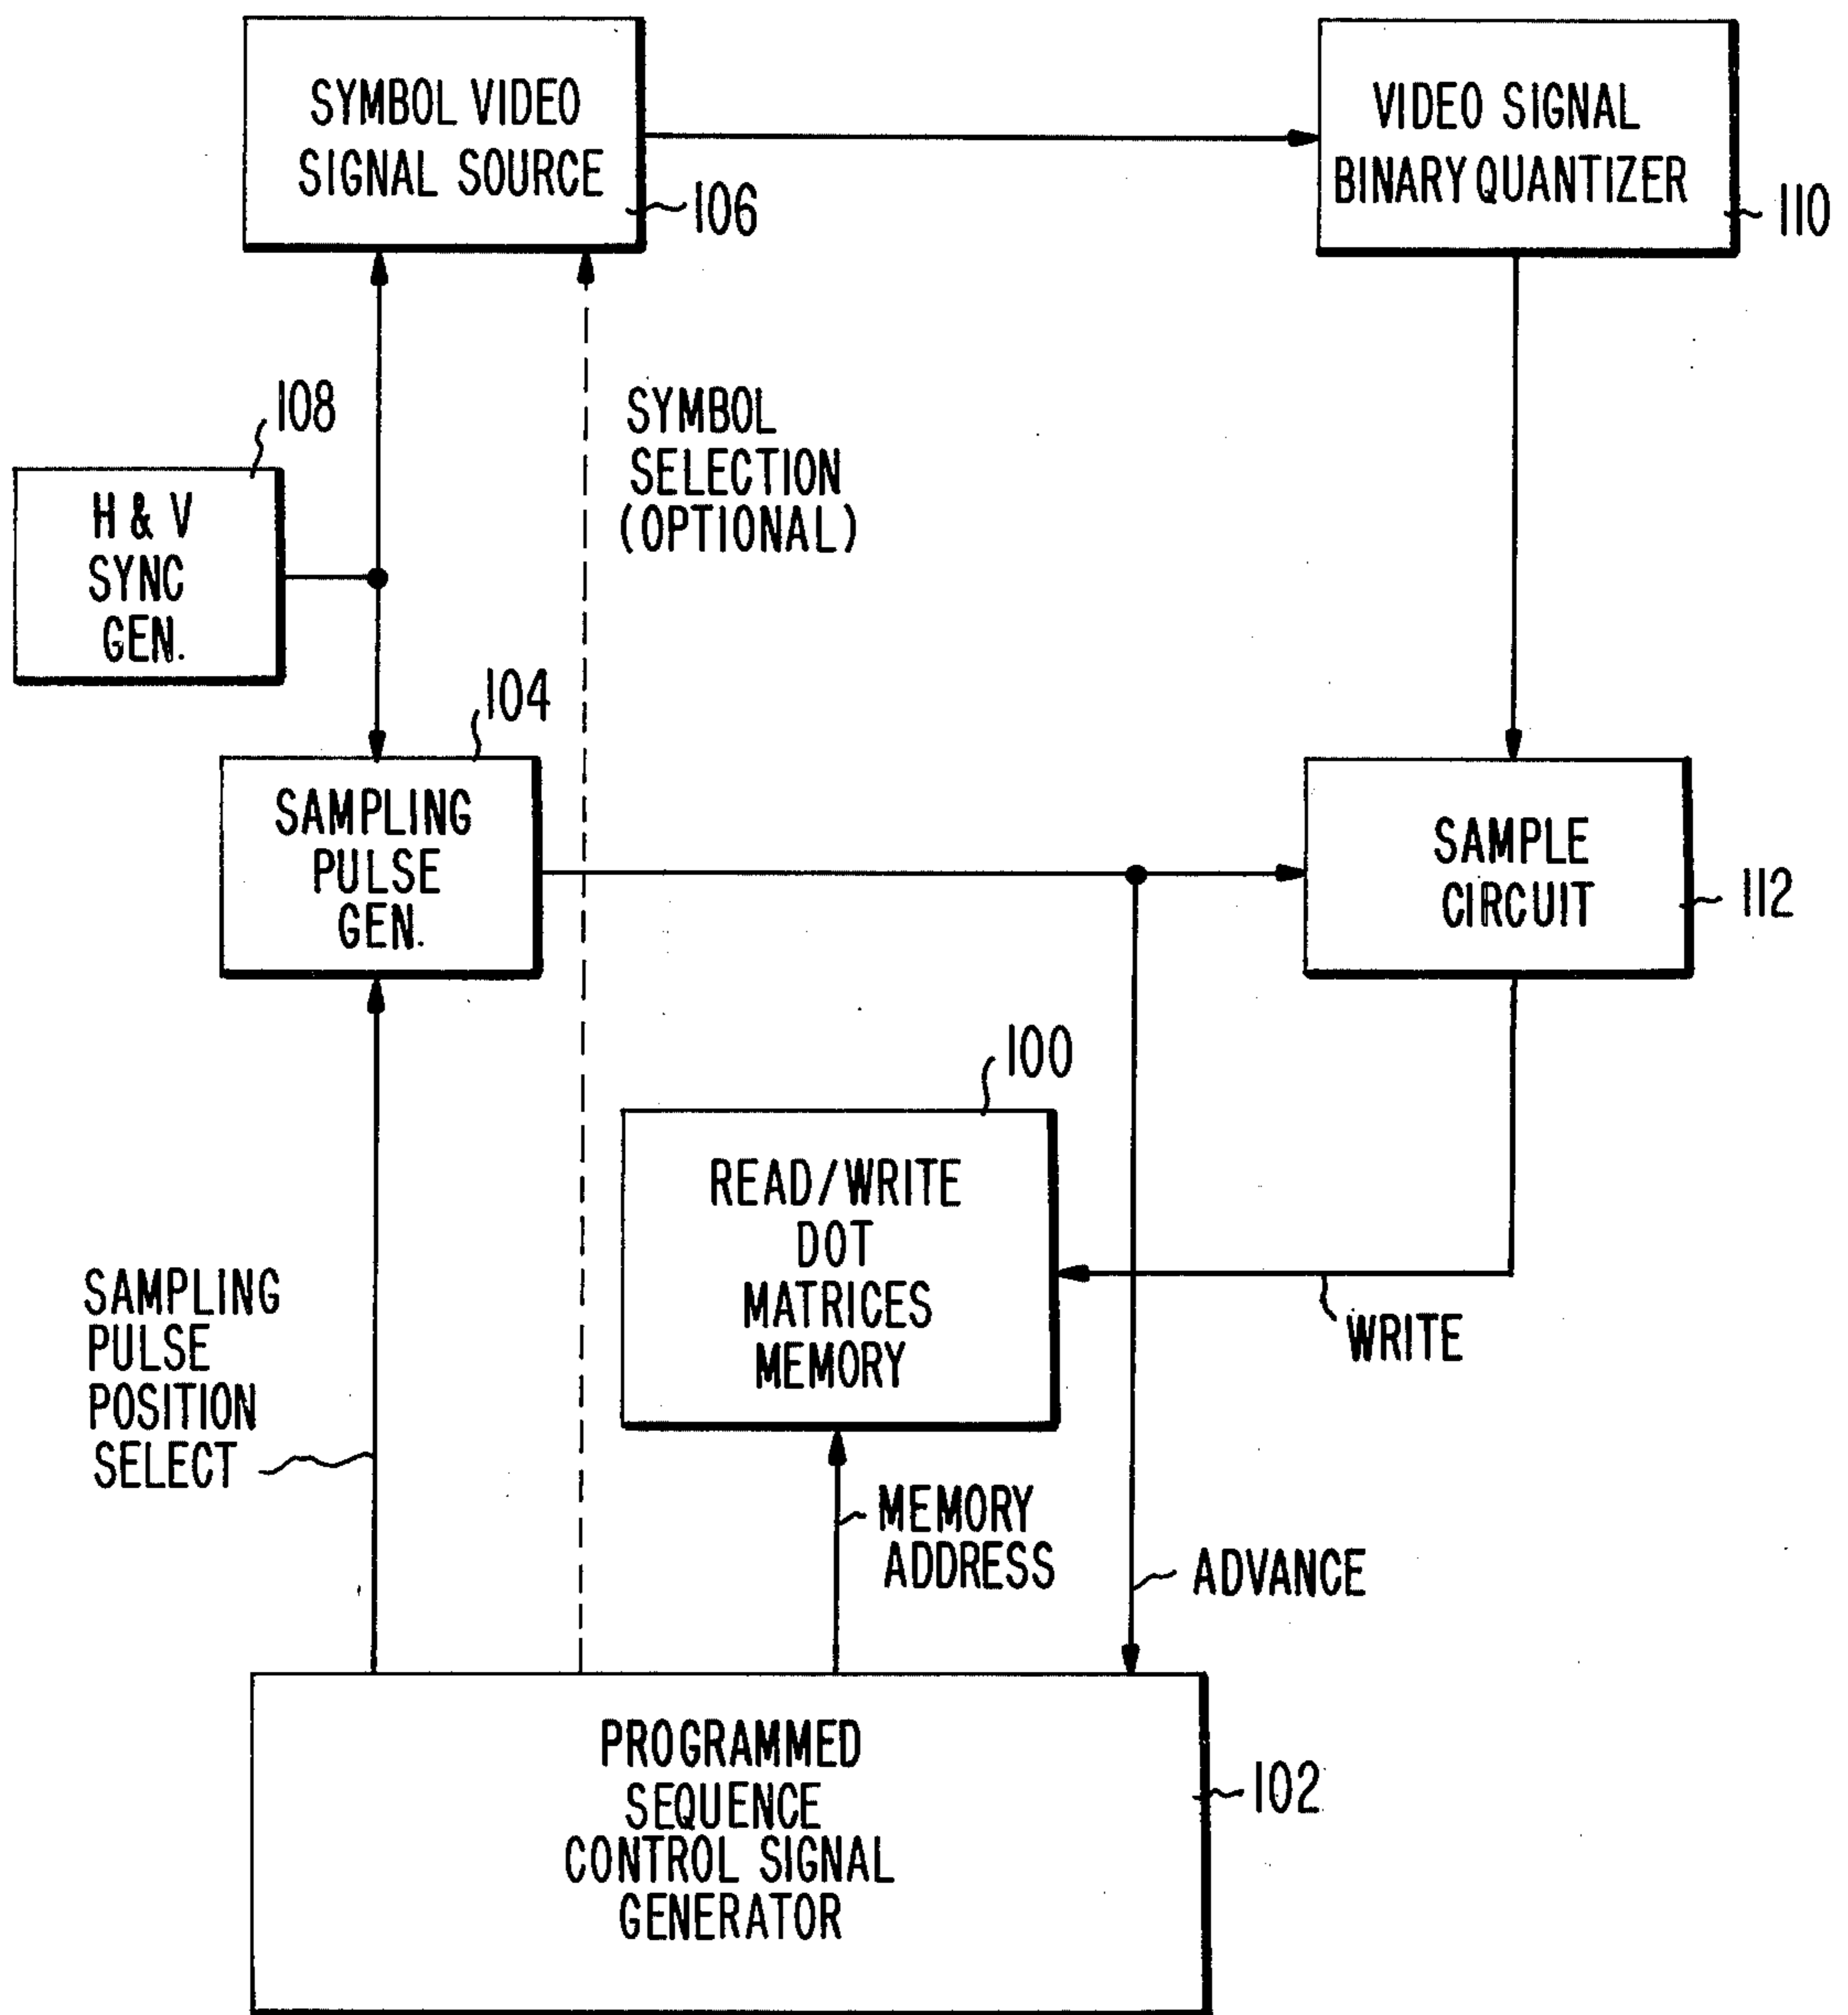 SYMBOL VIDEO
SIGNAL SOURCE
106
VIDEO SIGNAL
BINARY QUANTIZER
110
108
H & V
SYNC
GEN.
SYMBOL
SELECTION
(OPTIONAL)
104
SAMPLING
PULSE
GEN.
SAMPLE
CIRCUIT
112
100
READ/WRITE
DOT
MATRICES
MEMORY
WRITE
SAMPLING
PULSE
POSITION
SELECT
MEMORY
ADDRESS
ADVANCE
PROGRAMMED
SEQUENCE
CONTROL SIGNAL
GENERATOR
102